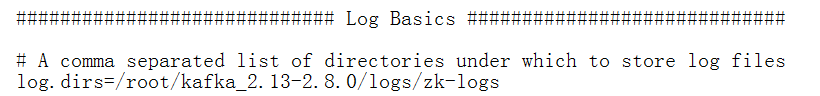 ############################# Log Basics #############################
# A comma separated list of directories under which to store log files
log.dirs=/root/kafka_2.13-2.8.0/logs/zk-logs